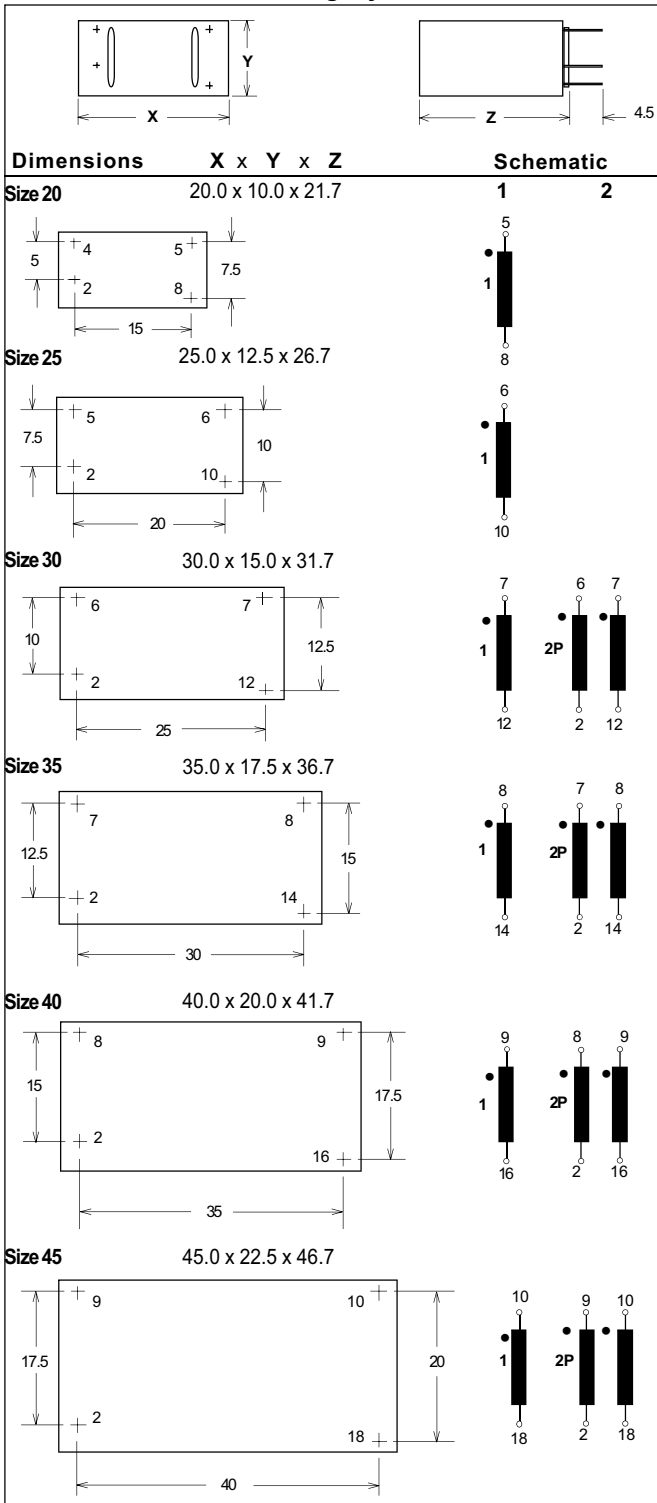 Y
X
Z
4.5
Dimensions X x Y x Z Schematic
Size 20 20.0 x 10.0 x 21.7 1 2
5
4 5
5 7.5
2 8
15
1
8
Size 25 25.0 x 12.5 x 26.7
6
5 6
7.5 10
2 10
20
1
10
Size 30 30.0 x 15.0 x 31.7
7 6 7
6 7
10 12.5
2 12
25
1 2P
12 2 12
Size 35 35.0 x 17.5 x 36.7
8 7 8
7 8
12.5 15
2 14
30
1 2P
14 2 14
Size 40 40.0 x 20.0 x 41.7
9 8 9
8 9
15 17.5
2 16
35
1 2P
16 2 16
Size 45 45.0 x 22.5 x 46.7
10 9 10
9 10
17.5 20
2 18
40
1 2P
18 2 18